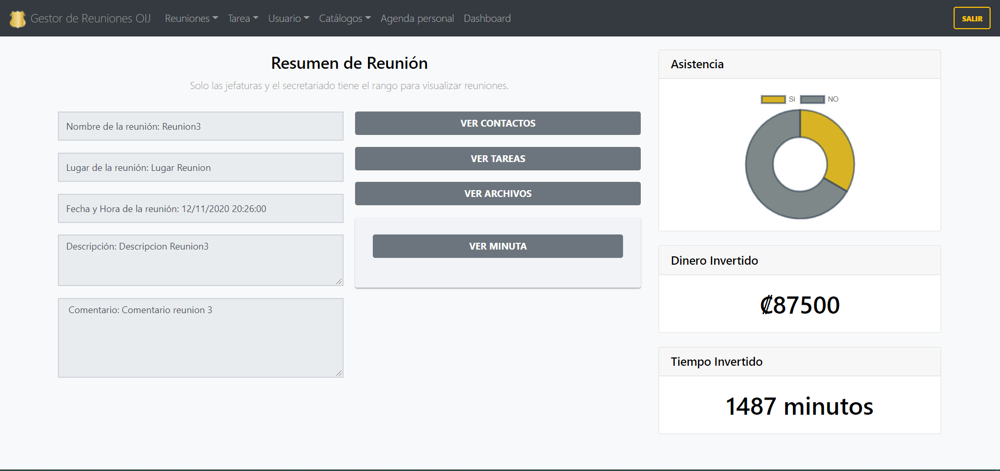 Gestor de Reuniones OIJ Reuniones Tarea Usuario Catálogos Agenda personal Dashboard SALIR
Resumen de Reunión
Solo las jefaturas y el secretariado tiene el rango para visualizar reuniones.
Nombre de la reunión: Reunion3
Lugar de la reunión: Lugar Reunion
Fecha y Hora de la reunión: 12/11/2020 20:26:00
Descripción: Descripcion Reunion3
Comentario: Comentario reunion 3
VER CONTACTOS
VER TAREAS
VER ARCHIVOS
VER MINUTA
Asistencia
Si NO
Dinero Invertido
₡87500
Tiempo Invertido
1487 minutos